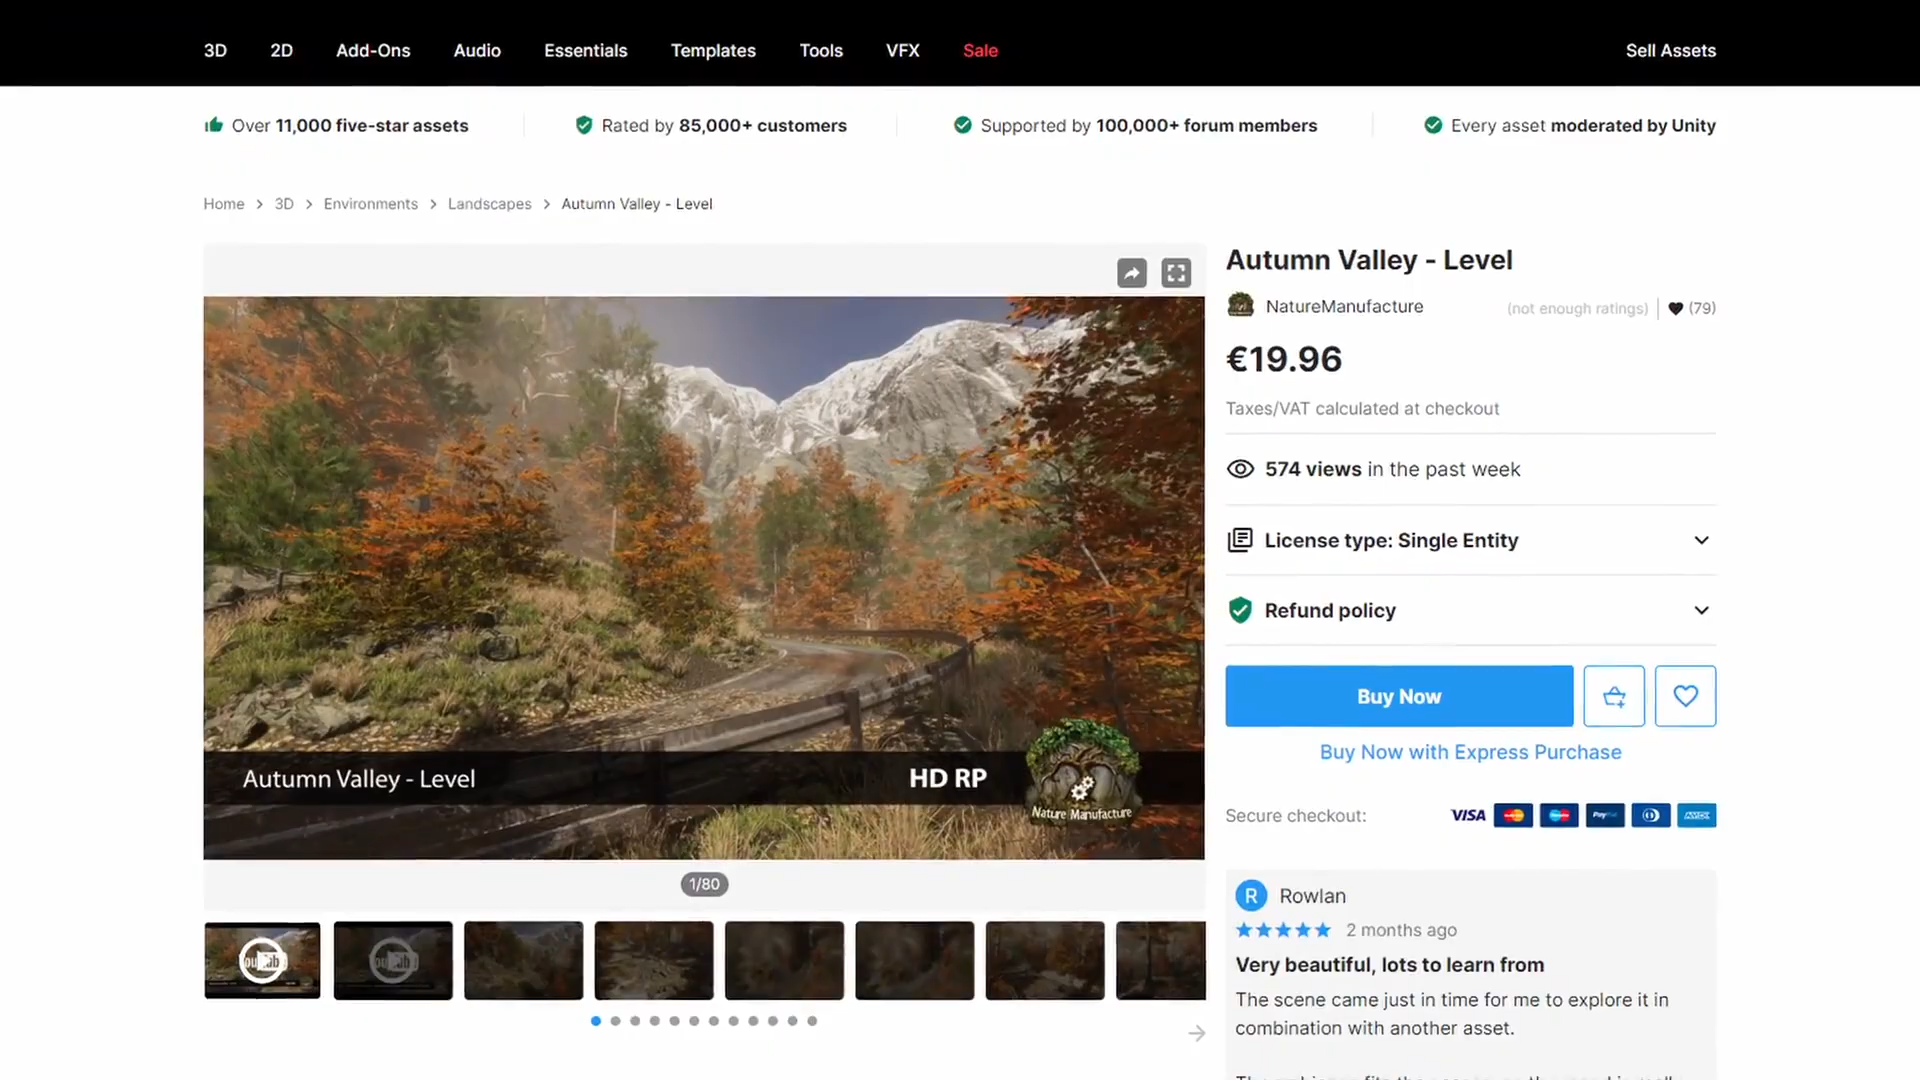 3D 2D Add-Ons Audio Essentials Templates Tools VFX Sale Sell Assets
Over 11,000 five-star assets Rated by 85,000+ customers Supported by 100,000+ forum members Every asset moderated by Unity
Home > 3D > Environments > Landscapes > Autumn Valley - Level
Autumn Valley - Level
NatureManufacture (not enough ratings) (79)
€19.96
Taxes/VAT calculated at checkout
574 views in the past week
License type: Single Entity
Refund policy
Buy Now
Buy Now with Express Purchase
Autumn Valley - Level HD RP
Nature Manufacture
Secure checkout: VISA PayPal AMEX
1/80
R Rowlan
2 months ago
Very beautiful, lots to learn from
The scene came just in time for me to explore it in
combination with another asset.